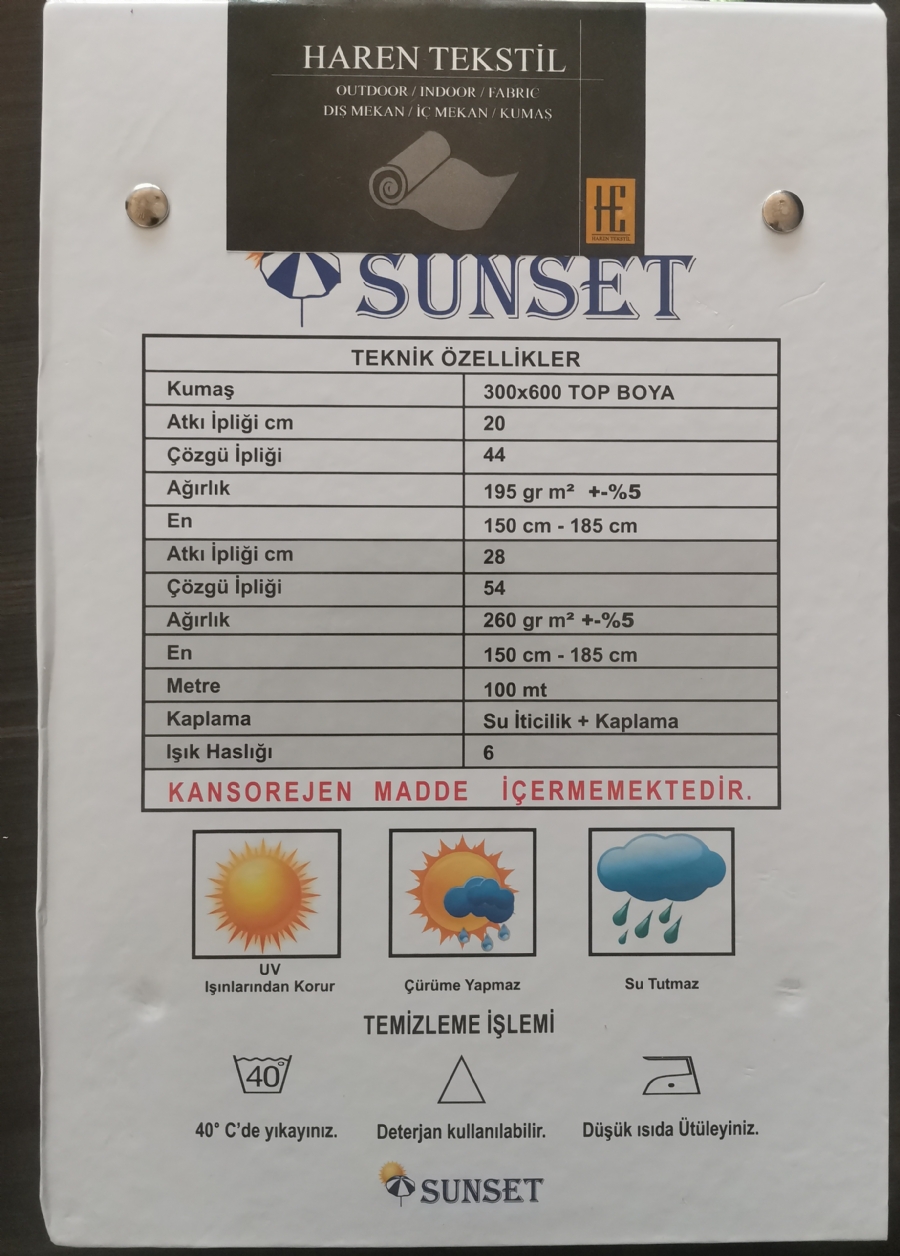 HAREN TEKSTİL
OUTDOOR / INDOOR / FABRIC
DIŞ MEKAN / İÇ MEKAN / KUMAŞ
HE
HAREN TEKSTİL
SUNSET
TEKNİK ÖZELLİKLER
Kumaş 300x600 TOP BOYA
Atkı İpliği cm 20
Çözgü İpliği 44
Ağırlık 195 gr m² +-%5
En 150 cm - 185 cm
Atkı İpliği cm 28
Çözgü İpliği 54
Ağırlık 260 gr m² +-%5
En 150 cm - 185 cm
Metre 100 mt
Kaplama Su İticilik + Kaplama
Işık Haslığı 6
KANSOREJEN MADDE İÇERMEMEKTEDİR.
UV
Işınlarından Korur
Çürüme Yapmaz
Su Tutmaz
TEMİZLEME İŞLEMİ
40°
40° C'de yıkayınız.
Deterjan kullanılabilir.
Düşük ısıda Ütüleyiniz.
SUNSET